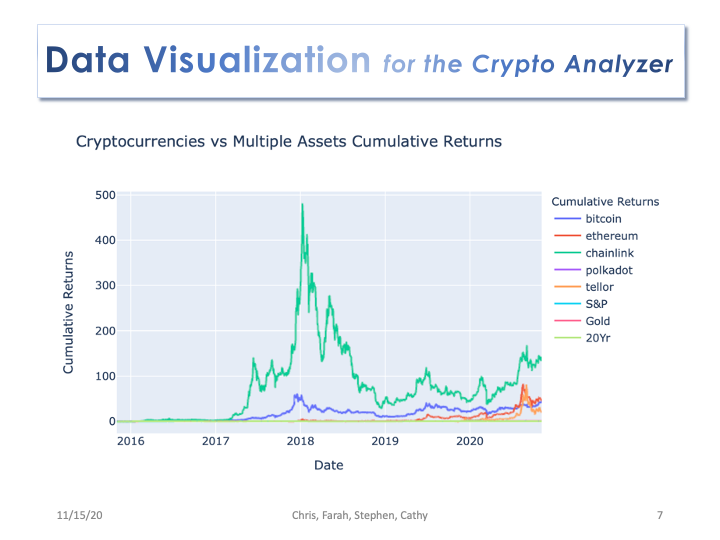 Data Visualization for the Crypto Analyzer
Cryptocurrencies vs Multiple Assets Cumulative Returns
500
400
300
200
100
0
Cumulative Returns
2016 2017 2018 2019 2020
Date
Cumulative Returns
bitcoin
ethereum
chainlink
polkadot
tellor
S&P
Gold
20Yr
11/15/20 Chris, Farah, Stephen, Cathy 7